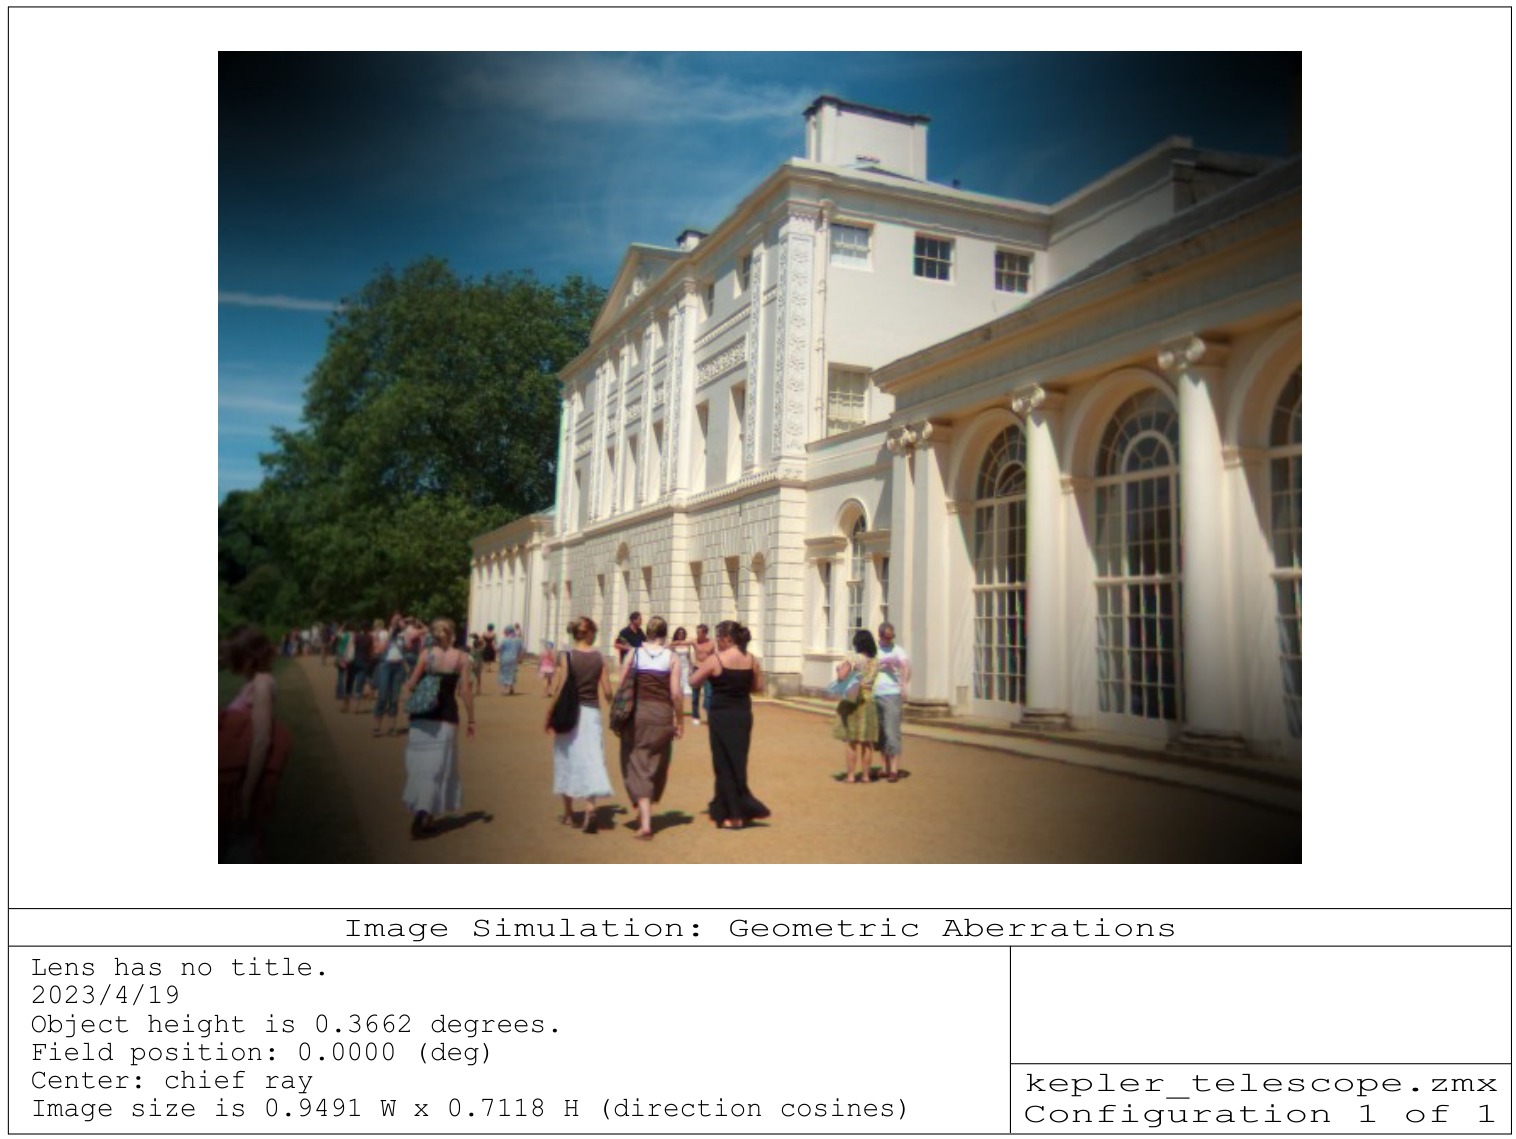 Image Simulation: Geometric Aberrations
Lens has no title.
2023/4/19
Object height is 0.3662 degrees.
Field position: 0.0000 (deg)
Center: chief ray
Image size is 0.9491 W x 0.7118 H (direction cosines)
kepler_telescope.zmx
Configuration 1 of 1